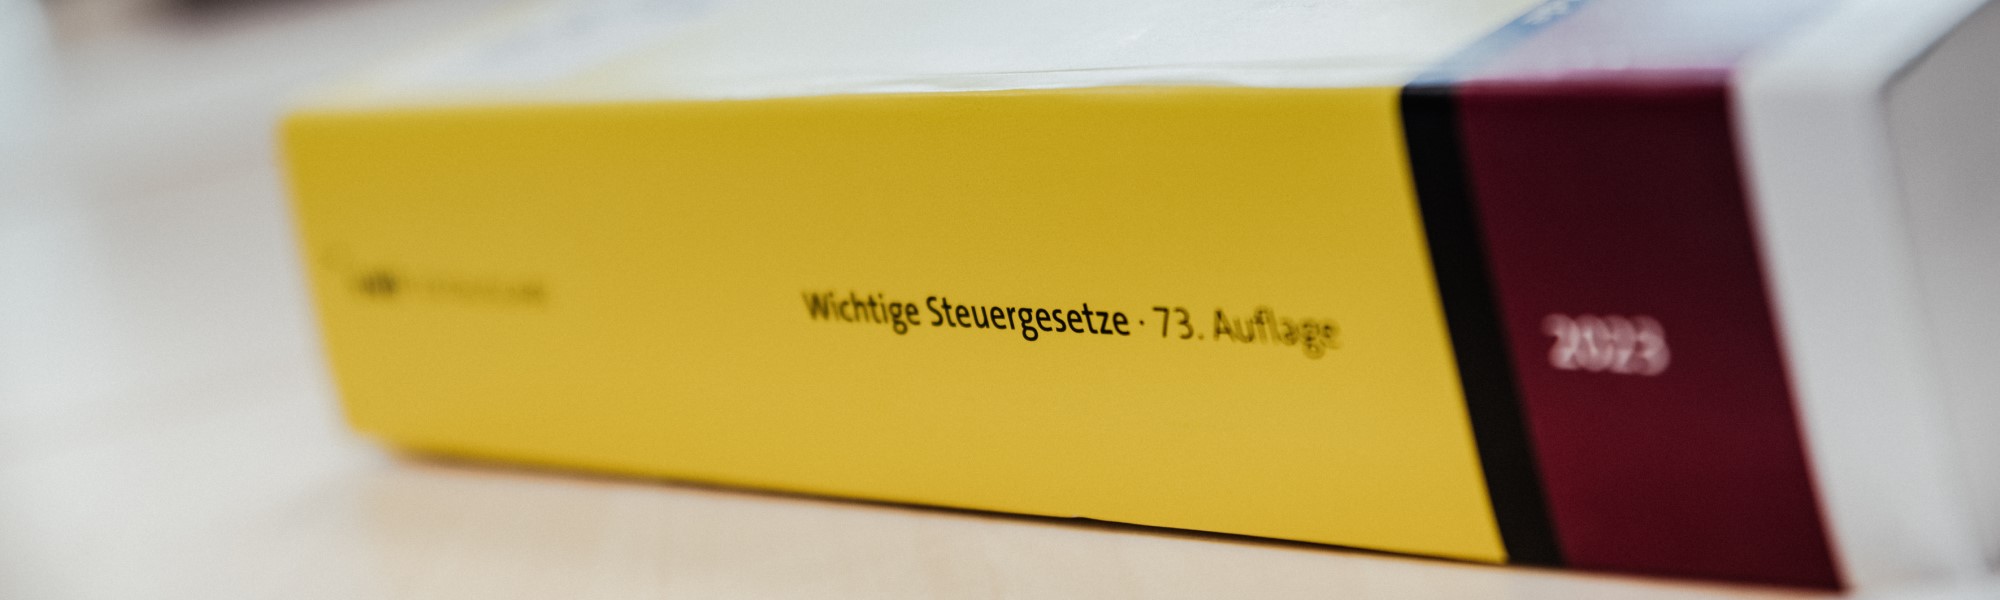 Wichtige Steuergesetze · 73. Auflage
2023